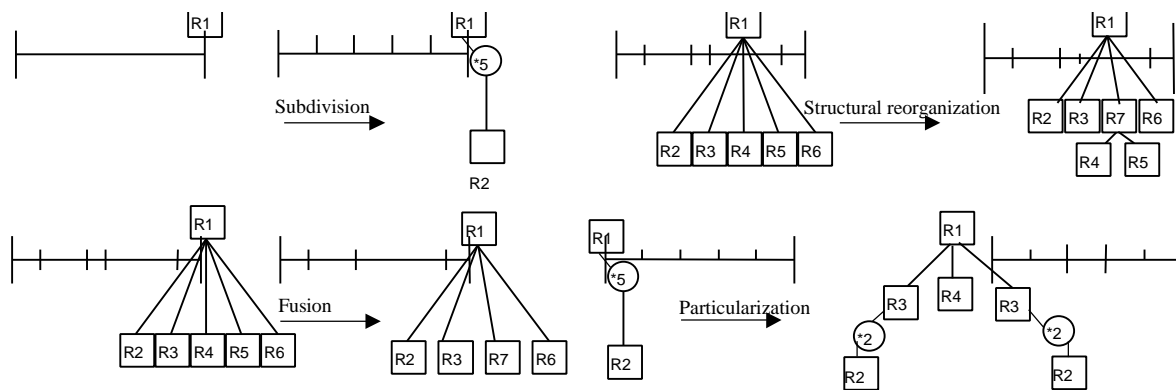 R1
R1
*5
Subdivision
R2
R1
R2 R3 R4 R5 R6
Structural reorganization
R1
R2 R3 R7 R6
R4 R5
R1
R2 R3 R4 R5 R6
Fusion
R1
R2 R3 R7 R6
R1
*5
R2
Particularization
R1
R3 R4 R3
*2 *2
R2 R2